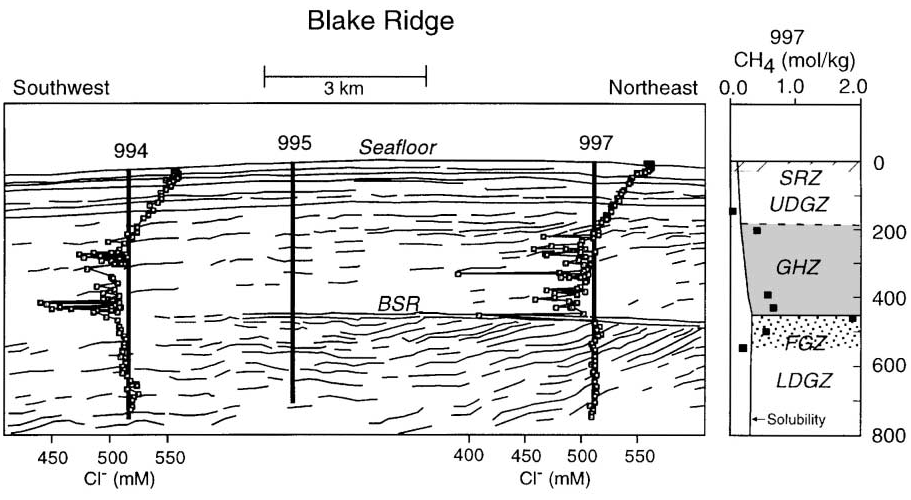 Blake Ridge
997
CH4 (mol/kg)
0.0 1.0 2.0
Southwest
3 km
Northeast
994
995
Seafloor
997
BSR
450 500 550
Cl⁻ (mM)
400 450 500 550
Cl⁻ (mM)
SRZ
UDGZ
GHZ
FGZ
LDGZ
←Solubility
0
200
400
600
800